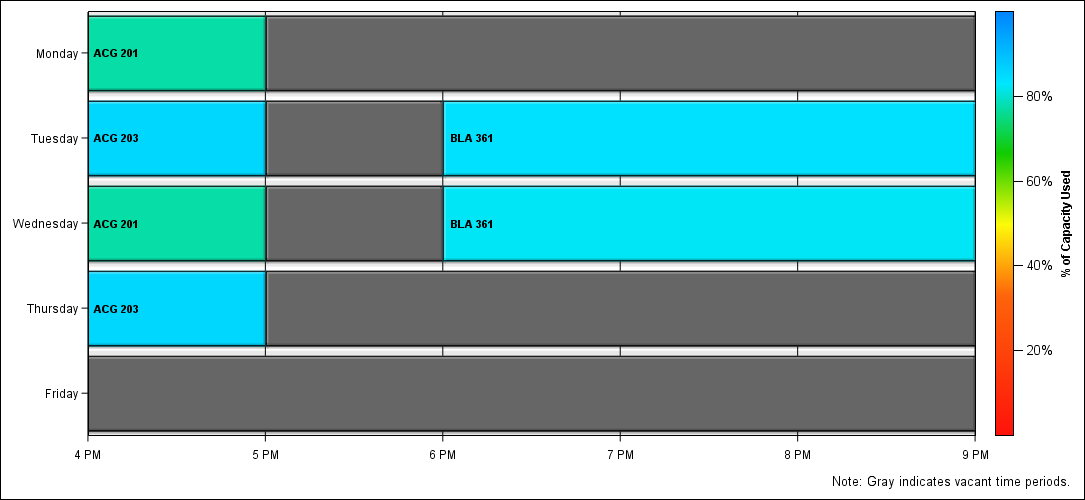 Monday
ACG 201
Tuesday
ACG 203
BLA 361
Wednesday
ACG 201
BLA 361
Thursday
ACG 203
Friday
4 PM
5 PM
6 PM
7 PM
8 PM
9 PM
80%
60%
40%
20%
% of Capacity Used
Note: Gray indicates vacant time periods.